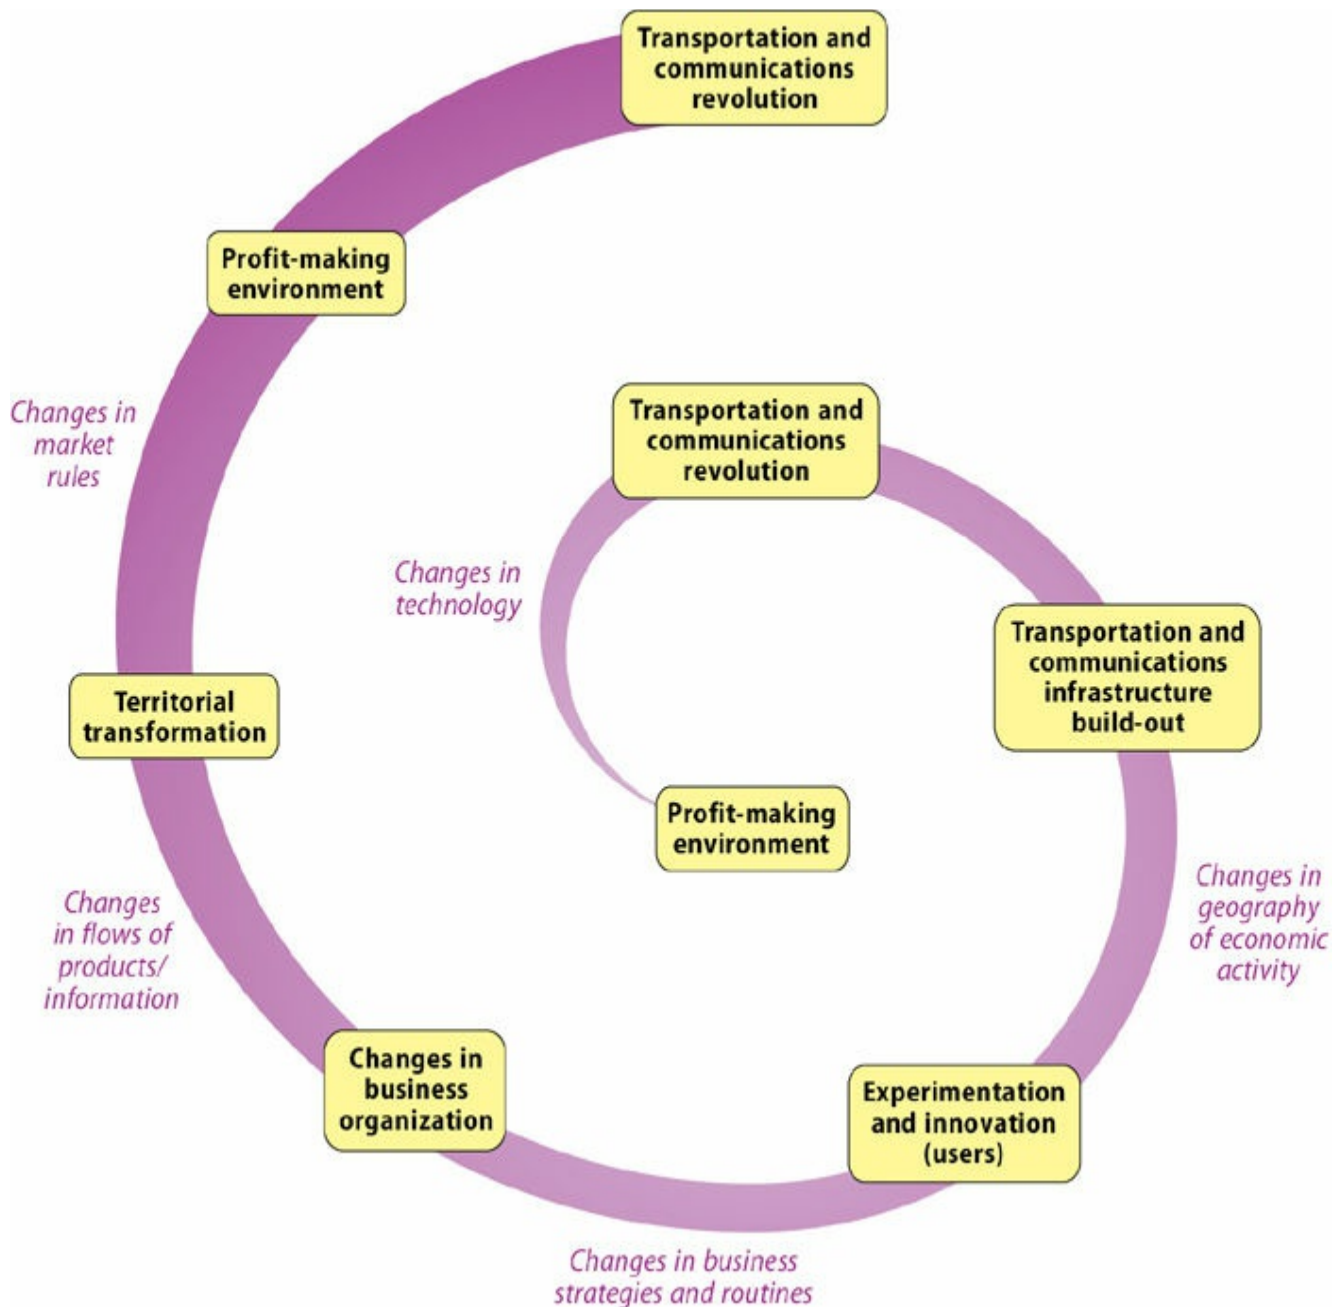 Transportation and
communications
revolution
Profit-making
environment
Changes in
market
rules
Transportation and
communications
revolution
Changes in
technology
Transportation and
communications
infrastructure
build-out
Territorial
transformation
Profit-making
environment
Changes in
geography
of economic
activity
Changes
in flows of
products/
information
Changes in
business
organization
Experimentation
and innovation
(users)
Changes in business
strategies and routines